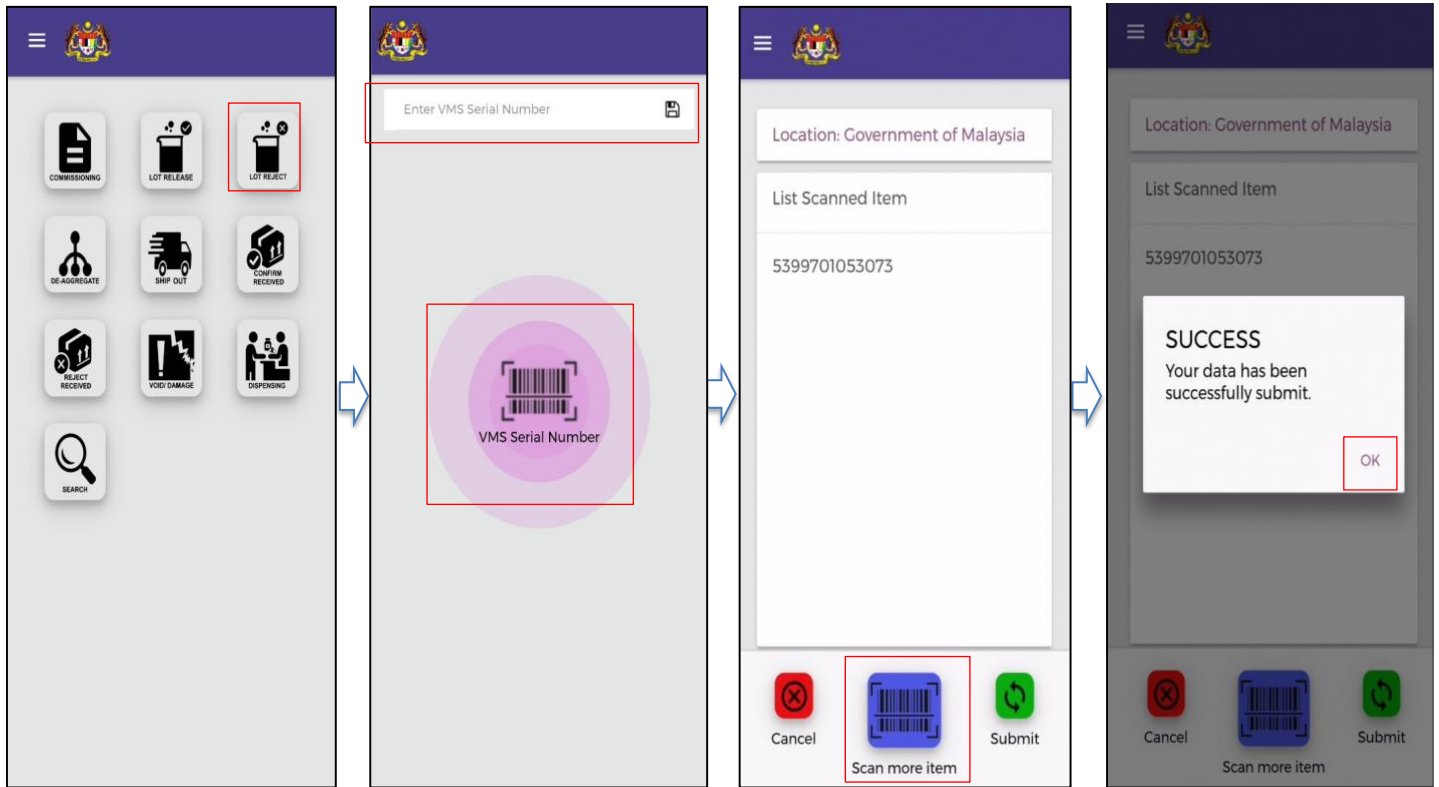 COMMISSIONING
LOT RELEASE
LOT REJECT
DE-AGGREGATE
SHIP OUT
CONFIRM
RECEIVED
REJECT
RECEIVED
VOID/ DAMAGE
DISPENSING
SEARCH
Enter VMS Serial Number
VMS Serial Number
Location: Government of Malaysia
List Scanned Item
5399701053073
Cancel
Scan more item
Submit
Location: Government of Malaysia
List Scanned Item
5399701053073
SUCCESS
Your data has been
successfully submit.
OK
Cancel
Scan more item
Submit